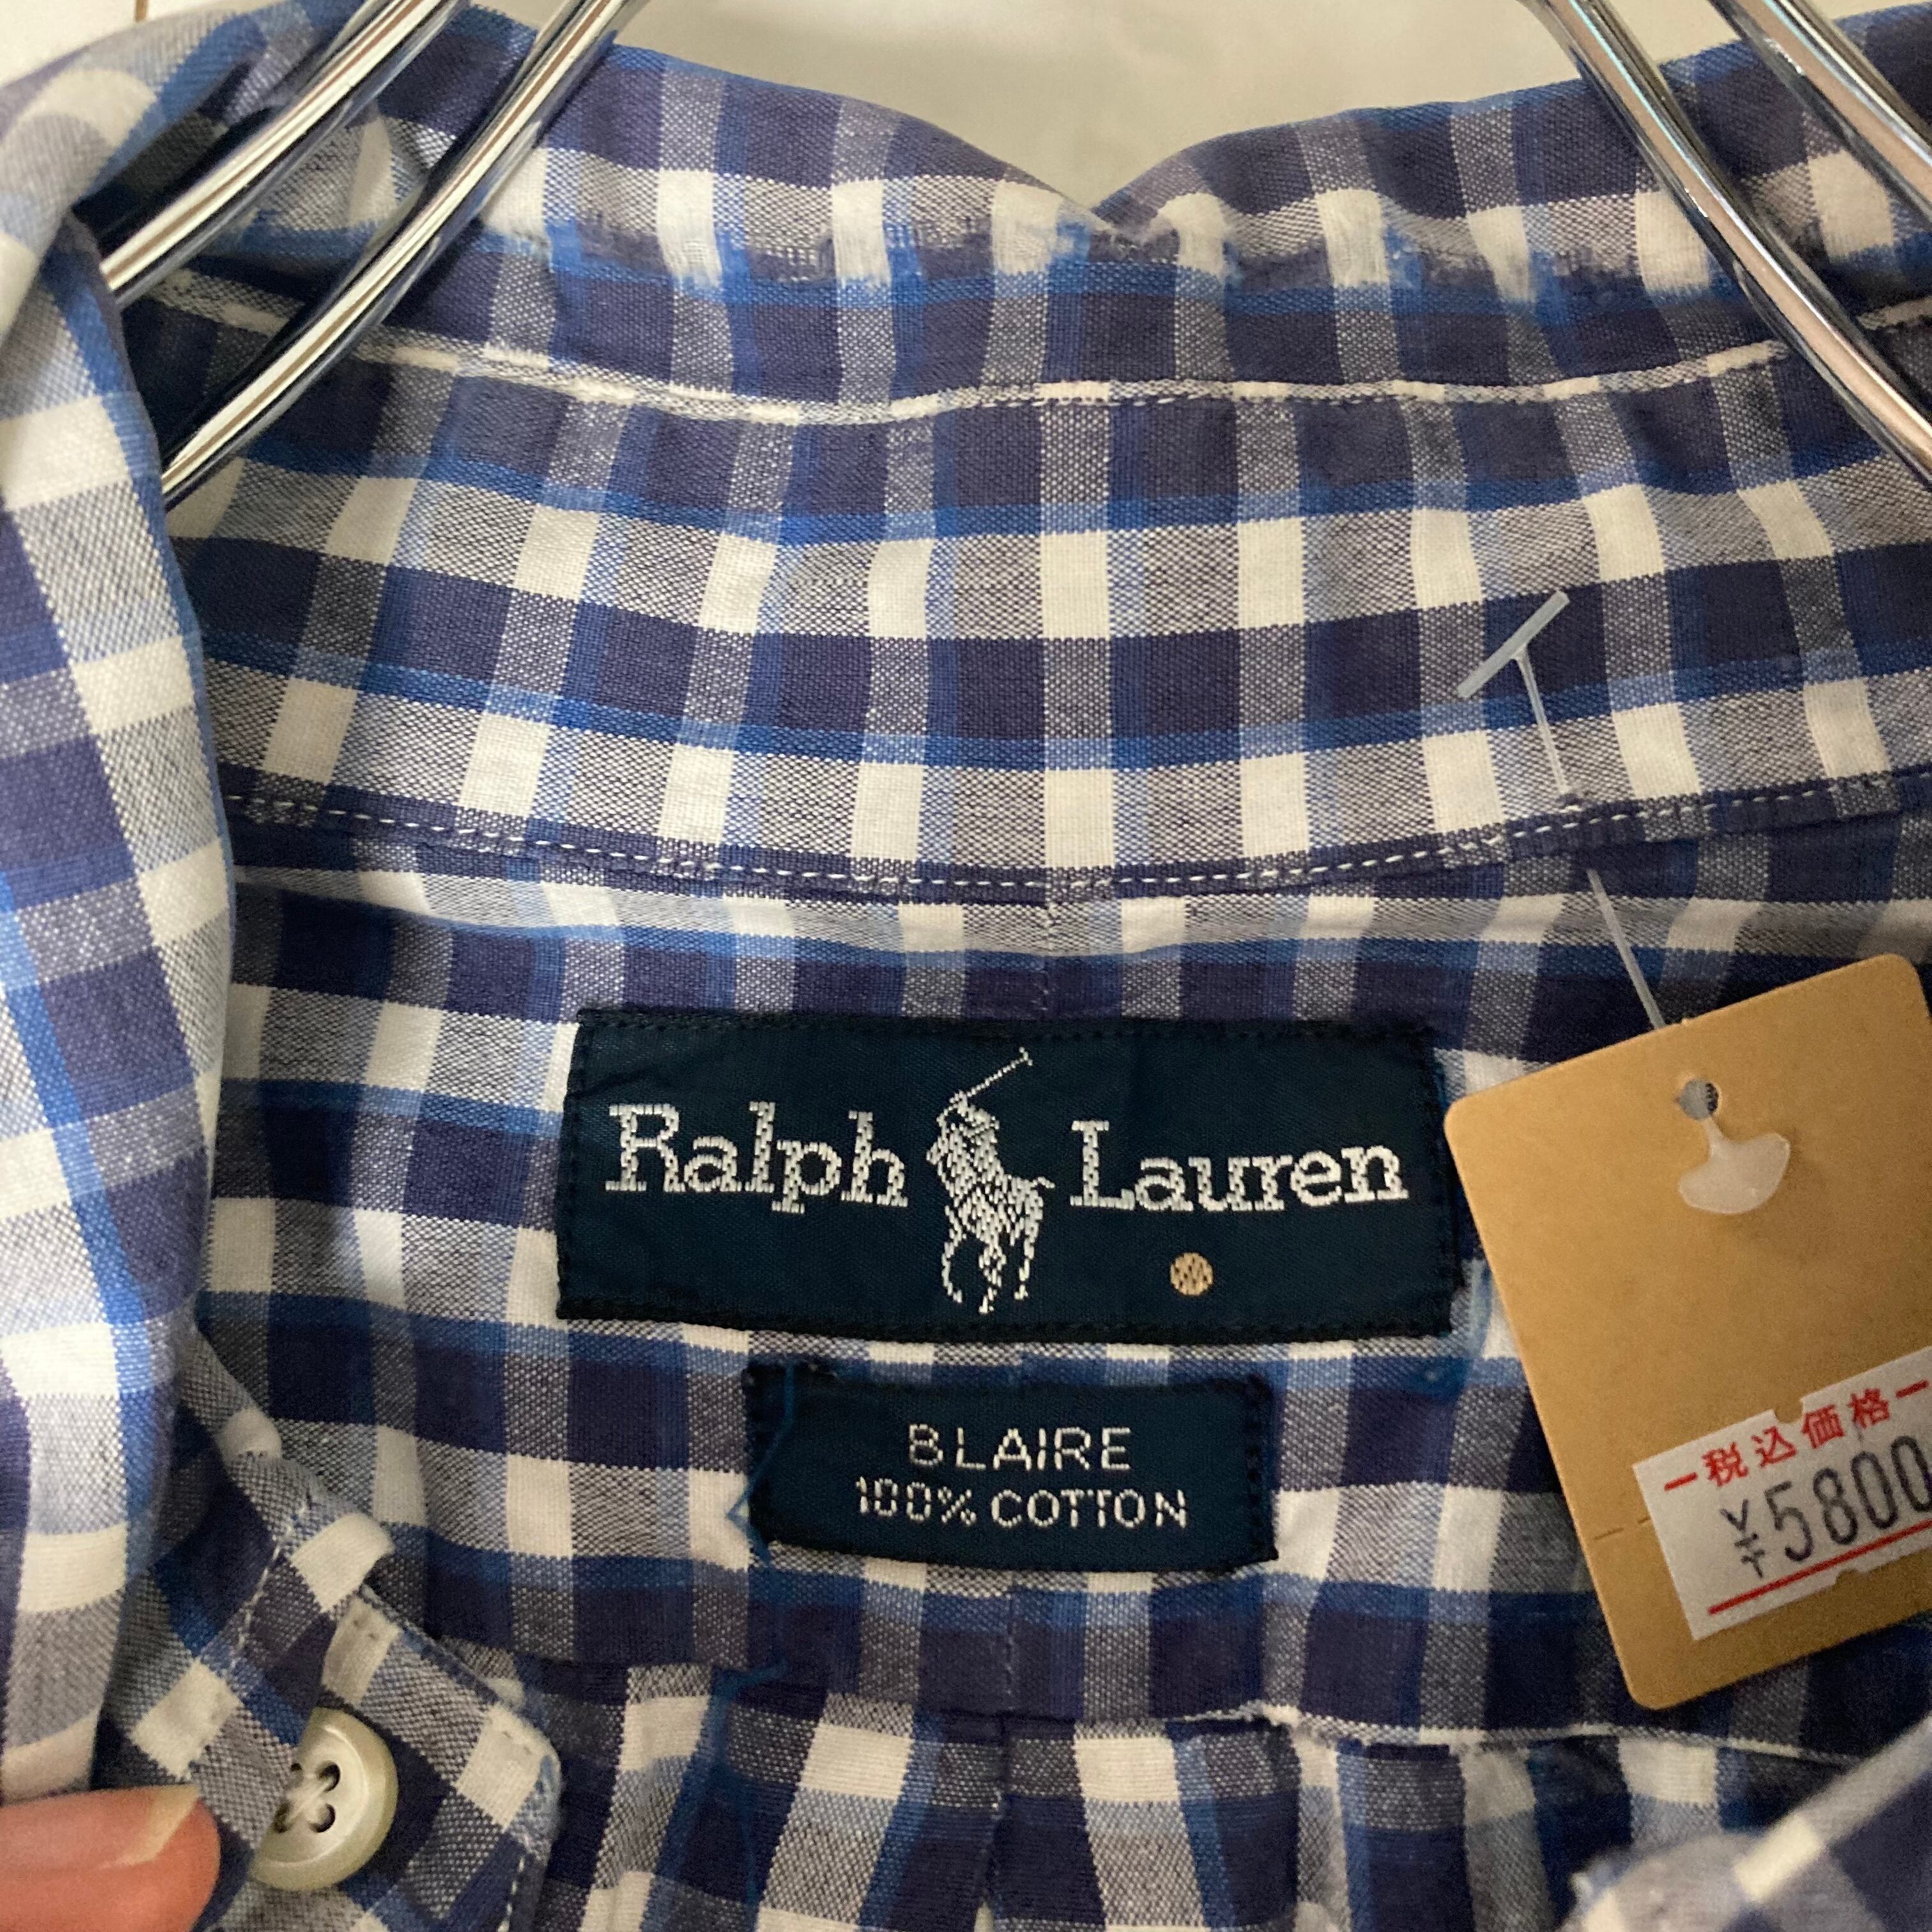 Ralph Lauren
BLAIRE
100% COTTON
税込価格
¥5800